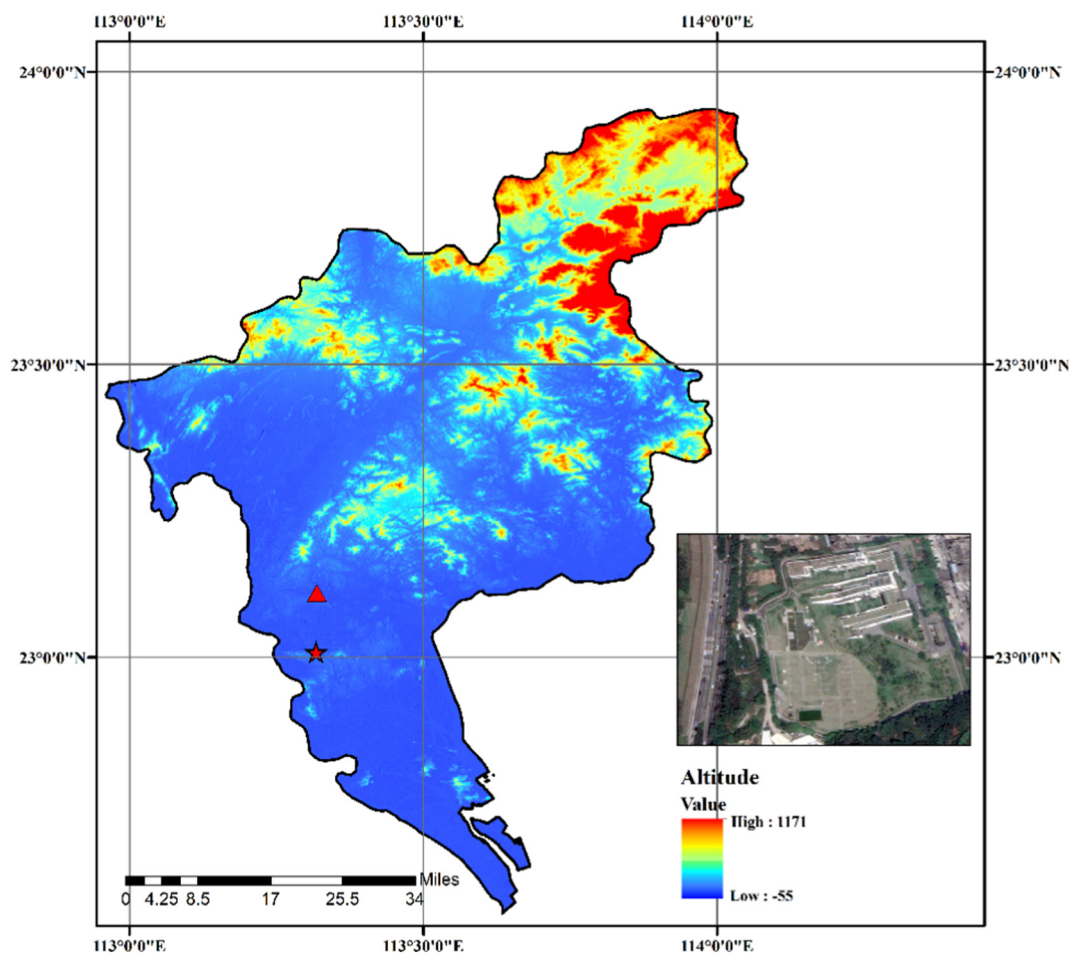 113°0'0"E 113°30'0"E 114°0'0"E
24°0'0"N 24°0'0"N
23°30'0"N 23°30'0"N
23°0'0"N 23°0'0"N
Altitude
Value
High : 1171
Low : -55
Miles
0 4.25 8.5 17 25.5 34
113°0'0"E 113°30'0"E 114°0'0"E